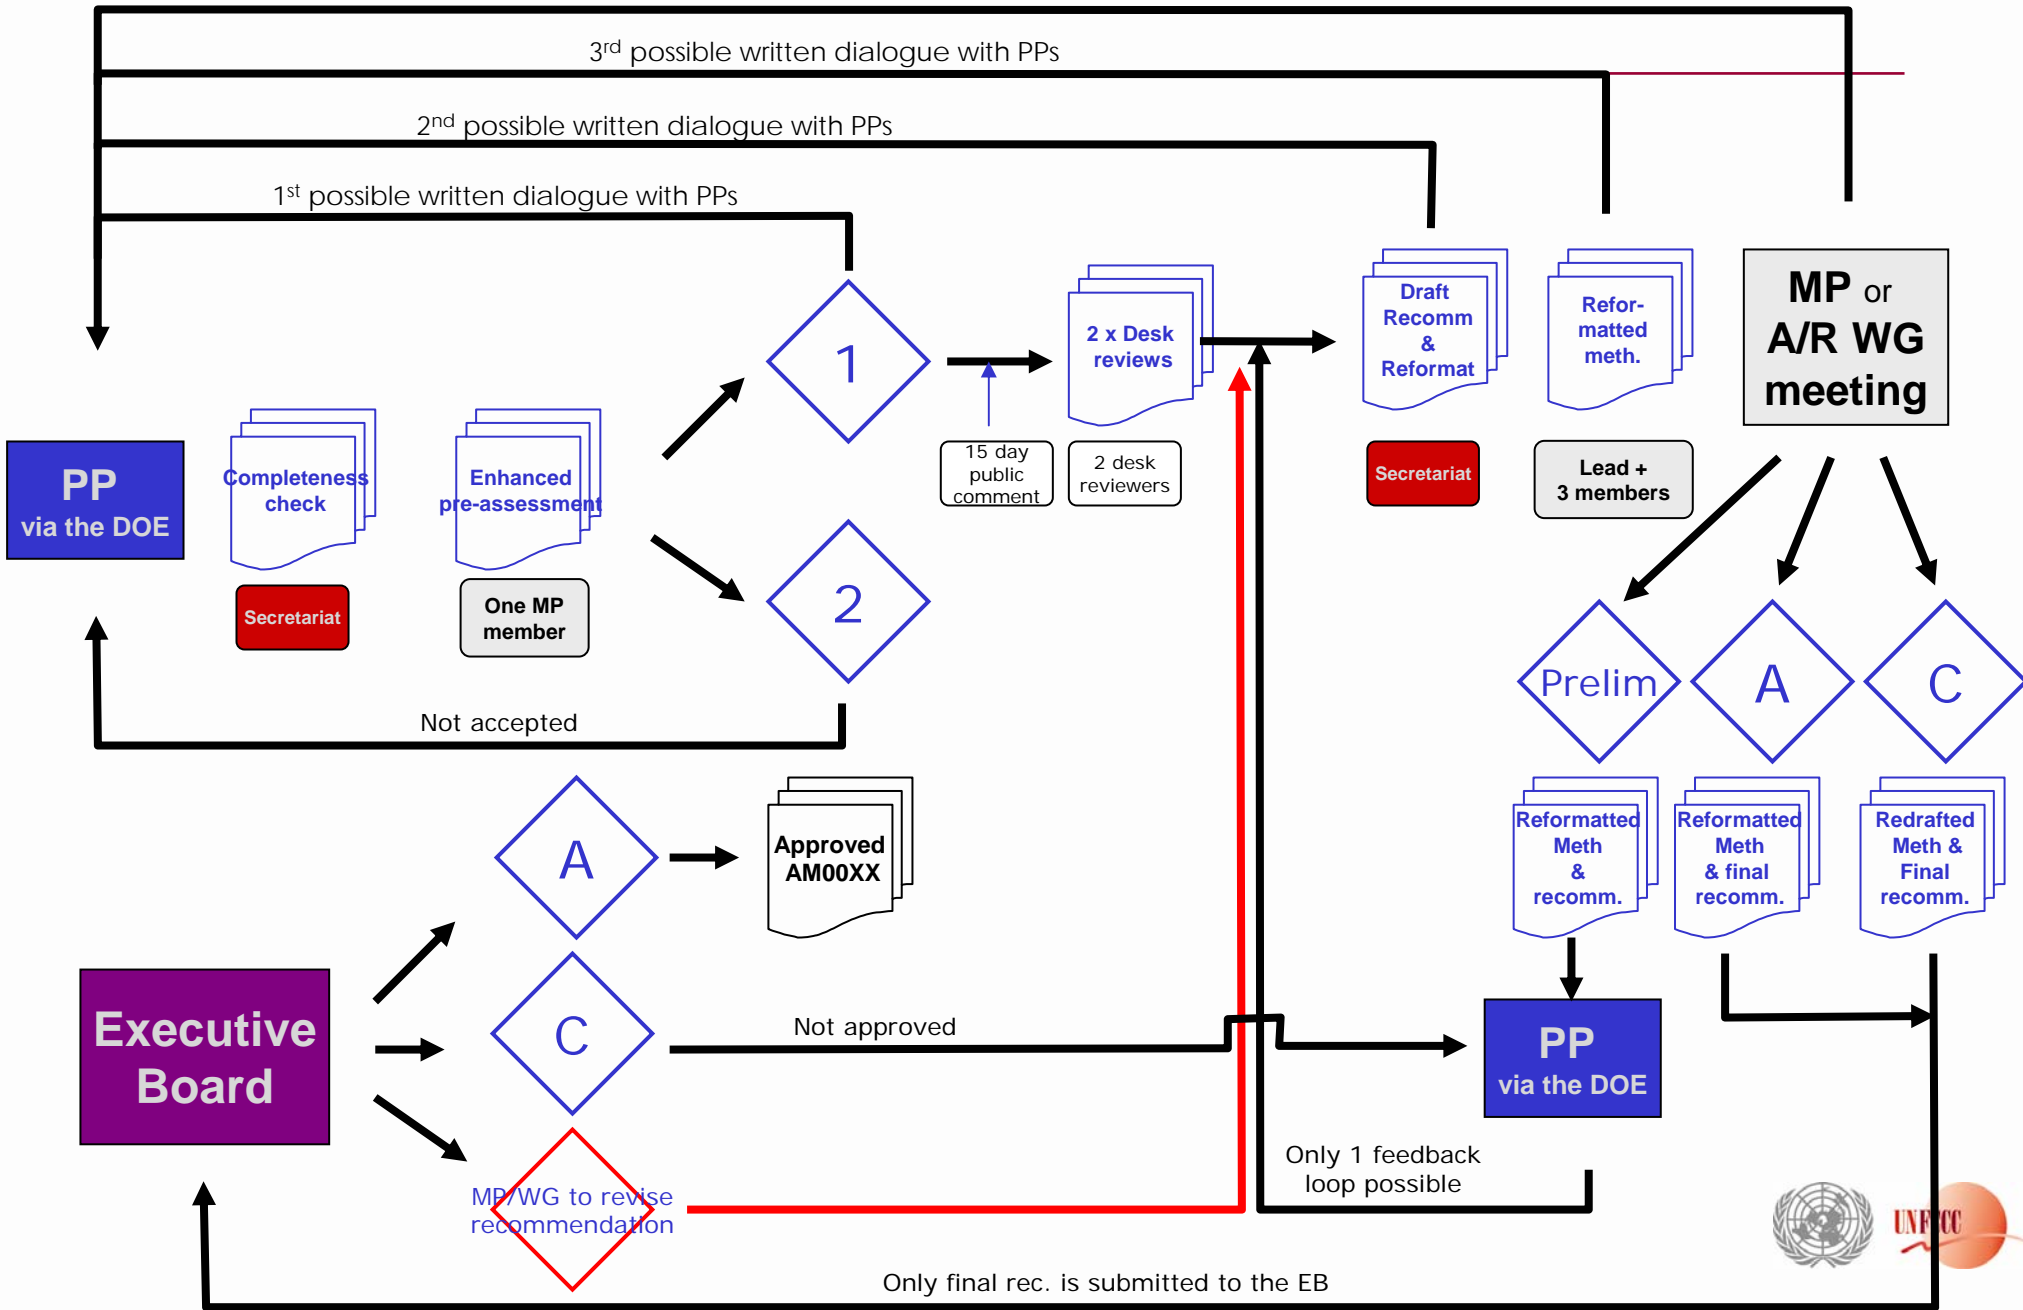 3rd possible written dialogue with PPs
2nd possible written dialogue with PPs
1st possible written dialogue with PPs
PP
via the DOE
Completeness
check
Secretariat
Enhanced
pre-assessment
One MP
member
1
2
15 day
public
comment
2 x Desk
reviews
2 desk
reviewers
Draft
Recomm
&
Reformat
Secretariat
Refor-
matted
meth.
Lead +
3 members
MP or
A/R WG
meeting
Prelim
A
C
Not accepted
Reformatted
Meth
&
recomm.
Reformatted
Meth
& final
recomm.
Redrafted
Meth &
Final
recomm.
A
Approved
AM00XX
Executive
Board
C
Not approved
PP
via the DOE
MP/WG to revise
recommendation
Only 1 feedback
loop possible
UNFCCC
Only final rec. is submitted to the EB